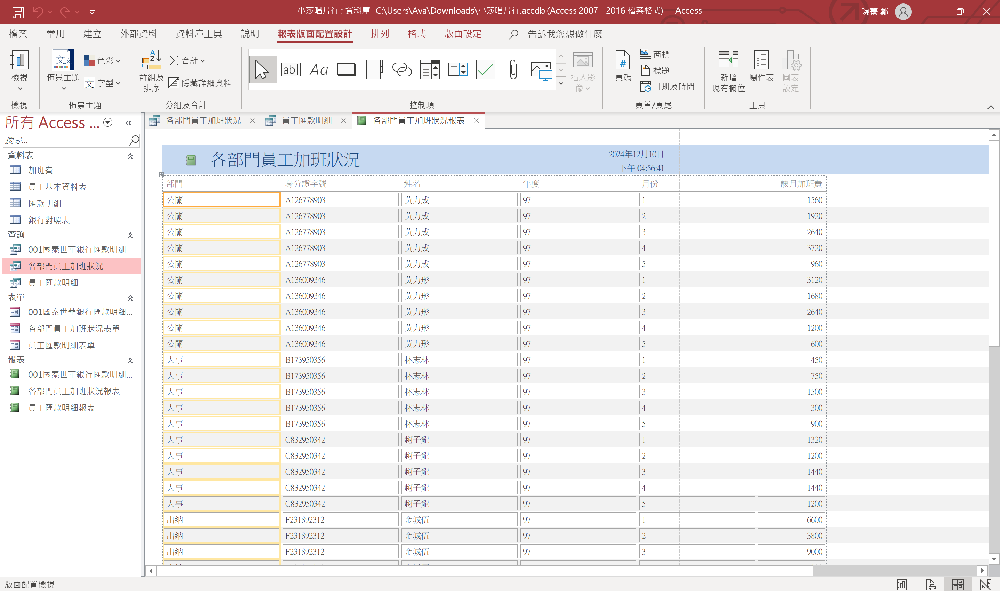 小莎唱片行 : 資料庫- C:\Users\Ava\Downloads\小莎唱片行.accdb (Access 2007 - 2016 檔案格式) - Access
琬蓁 鄭
檔案 常用 建立 外部資料 資料庫工具 說明 報表版面配置設計 排列 格式 版面設定 告訴我您想做什麼
檢視
佈景主題
色彩
字型
群組及
排序
合計
隱藏詳細資料
插入影
像
頁碼
商標
標題
日期及時間
新增
現有欄位
屬性表
圖表
設定
檢視 佈景主題 分組及合計 控制項 頁首/頁尾 工具
所有 Access ...
搜尋...
資料表
加班費
員工基本資料表
匯款明細
銀行對照表
查詢
001國泰世華銀行匯款明細
各部門員工加班狀況
員工匯款明細
表單
001國泰世華銀行匯款明細...
各部門員工加班狀況表單
員工匯款明細表單
報表
001國泰世華銀行匯款明細...
各部門員工加班狀況報表
員工匯款明細報表
各部門員工加班狀況 員工匯款明細 各部門員工加班狀況報表
各部門員工加班狀況
2024年12月10日
下午 04:56:41
部門 身分證字號 姓名 年度 月份 該月加班費
公關 A126778903 黃力成 97 1 1560
公關 A126778903 黃力成 97 2 1920
公關 A126778903 黃力成 97 3 2640
公關 A126778903 黃力成 97 4 3720
公關 A126778903 黃力成 97 5 960
公關 A136009346 黃力形 97 1 3120
公關 A136009346 黃力形 97 2 1680
公關 A136009346 黃力形 97 3 2640
公關 A136009346 黃力形 97 4 1200
公關 A136009346 黃力形 97 5 600
人事 B173950356 林志林 97 1 450
人事 B173950356 林志林 97 2 750
人事 B173950356 林志林 97 3 1500
人事 B173950356 林志林 97 4 300
人事 B173950356 林志林 97 5 900
人事 C832950342 趙子龍 97 1 1320
人事 C832950342 趙子龍 97 2 1200
人事 C832950342 趙子龍 97 3 1440
人事 C832950342 趙子龍 97 4 1440
人事 C832950342 趙子龍 97 5 1200
出納 F231892312 金城伍 97 1 6600
出納 F231892312 金城伍 97 2 3800
出納 F231892312 金城伍 97 3 9000
版面配置檢視